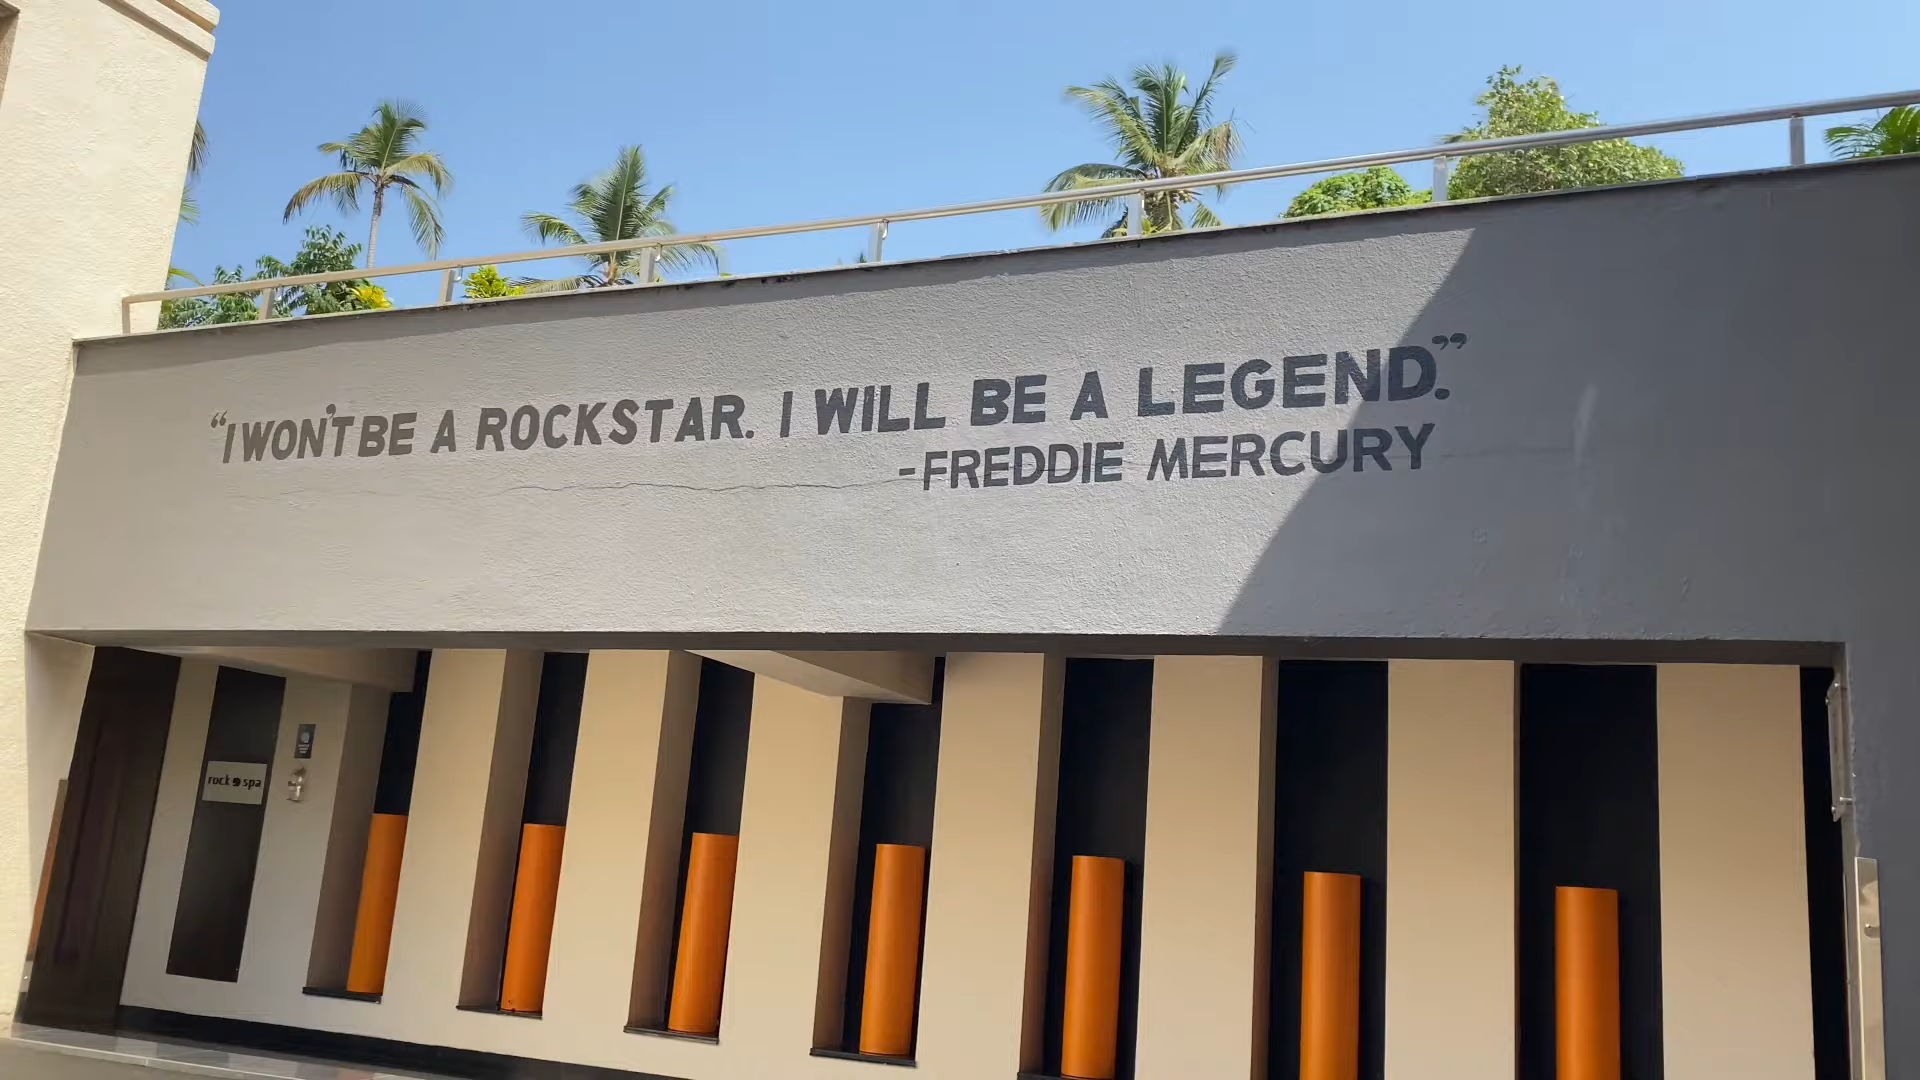 “I WON’T BE A ROCKSTAR. I WILL BE A LEGEND.”
-FREDDIE MERCURY
rock spa